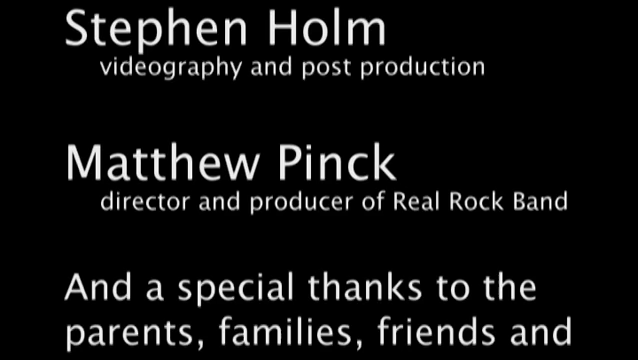 Stephen Holm
videography and post production
Matthew Pinck
director and producer of Real Rock Band
And a special thanks to the
parents, families, friends and